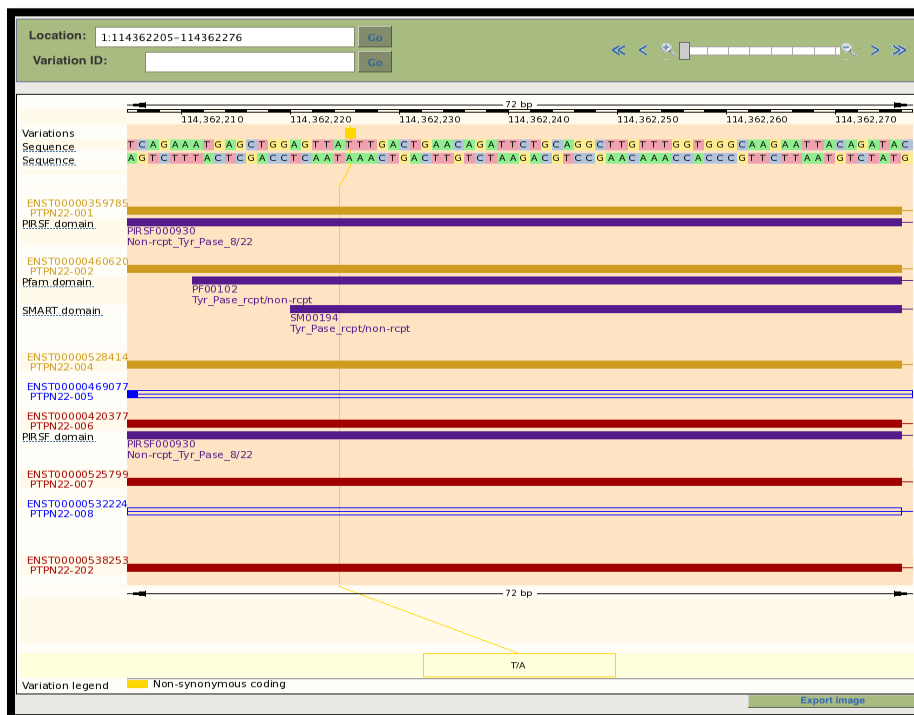 Location: 1:114362205-114362276 Go
Variation ID: Go
72 bp
114,362,210 114,362,220 114,362,230 114,362,240 114,362,250 114,362,260 114,362,270
Variations
Sequence T C A G A A A T G A G C T G G A G T T A T T T G A C T G A A C A G A T T C T G C A G G C T T G T T T G G T G G G C A A G A A T T A C A G A T A C
Sequence A G T C T T T A C T C G A C C T C A A T A A A C T G A C T T G T C T A A G A C G T C C G A A C A A A C C A C C C G T T C T T A A T G T C T A T G
ENST00000359785
PTPN22-001
PIRSF domain
PIRSF000930
Non-rcpt_Tyr_Pase_8/22
ENST00000460620
PTPN22-002
Pfam domain
PF00102
Tyr_Pase_rcpt/non-rcpt
SMART domain
SM00194
Tyr_Pase_rcpt/non-rcpt
ENST00000528414
PTPN22-004
ENST00000469077
PTPN22-005
ENST00000420377
PTPN22-006
PIRSF domain
PIRSF000930
Non-rcpt_Tyr_Pase_8/22
ENST00000525799
PTPN22-007
ENST00000532224
PTPN22-008
ENST00000538253
PTPN22-202
72 bp
T/A
Variation legend Non-synonymous coding
Export image